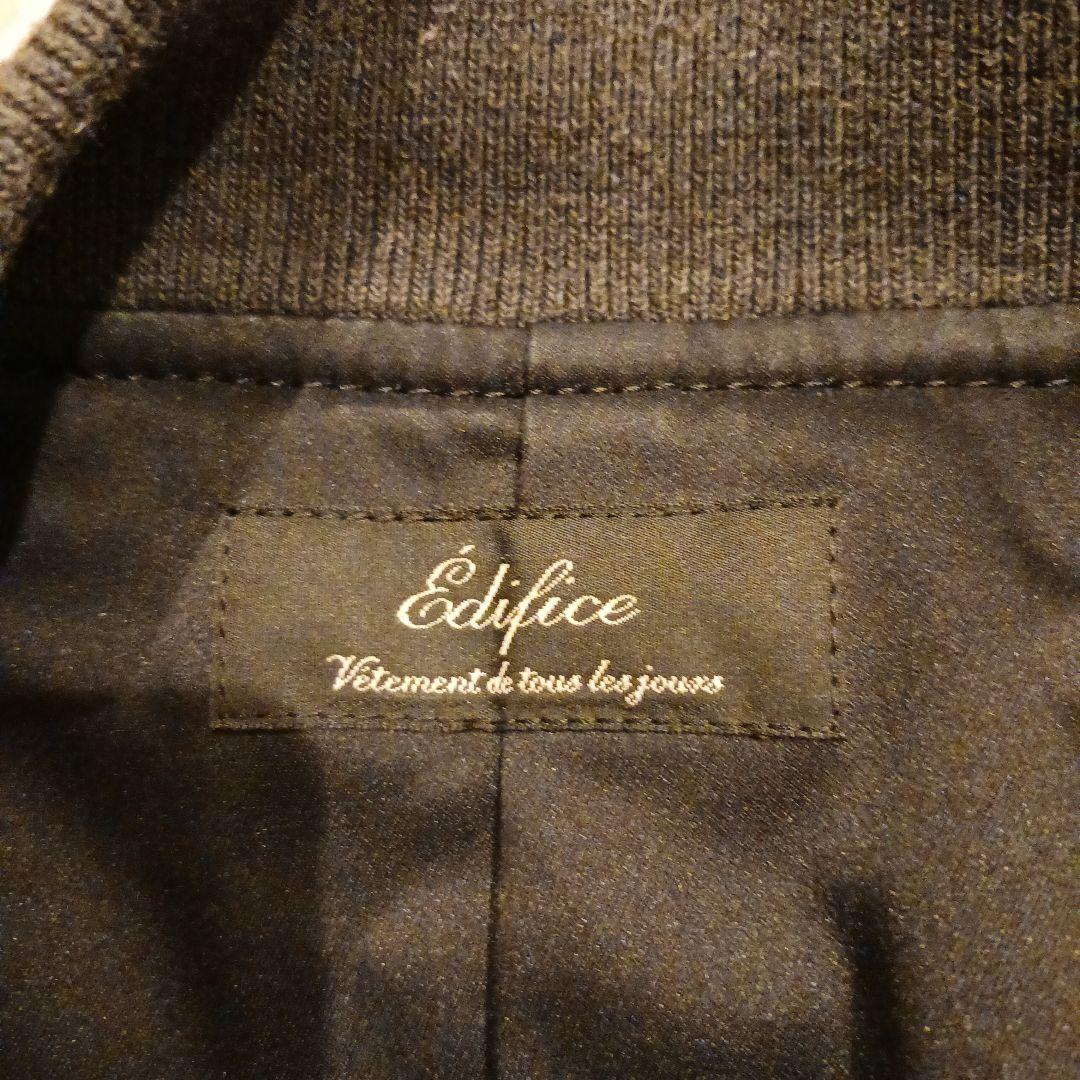 Édifice
Vêtement de tous les jours